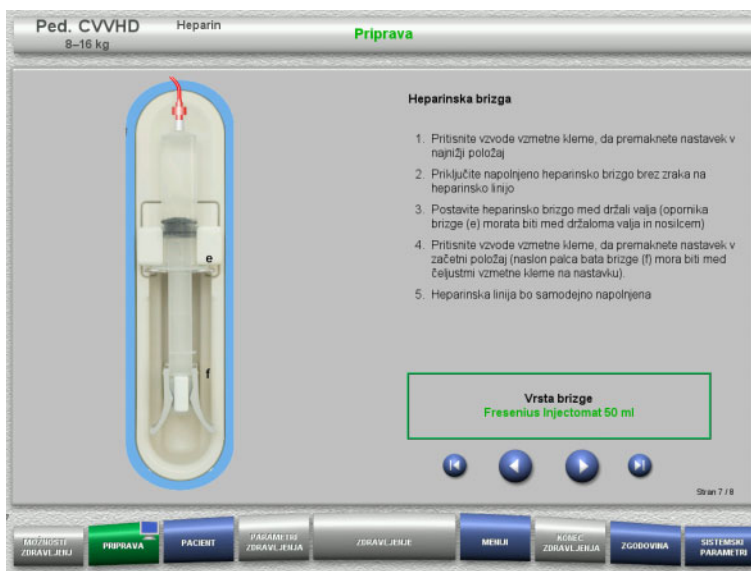 Ped. CVVHD
8–16 kg
Heparin
Priprava
Heparinska brizga
1. Pritisnite vzvode vzmetne kleme, da premaknete nastavek v
najnižji položaj
2. Priključite napolnjeno heparinsko brizgo brez zraka na
heparinsko linijo
3. Postavite heparinsko brizgo med držali valja (opornika
brizge (e) morata biti med držaloma valja in nosilcem)
4. Pritisnite vzvode vzmetne kleme, da premaknete nastavek v
začetni položaj (naslon palca bata brizge (f) mora biti med
čeljustmi vzmetne kleme na nastavku).
5. Heparinska linija bo samodejno napolnjena
e
f
Vrsta brizge
Fresenius Injectomat 50 ml
Stran 7 / 8
MOŽNOSTI
ZDRAVLJENJ
PRIPRAVA
PACIENT
PARAMETRI
ZDRAVLJENJA
ZDRAVLJENJE
MENIJI
KONEC
ZDRAVLJENJA
ZGODOVINA
SISTEMSKI
PARAMETRI